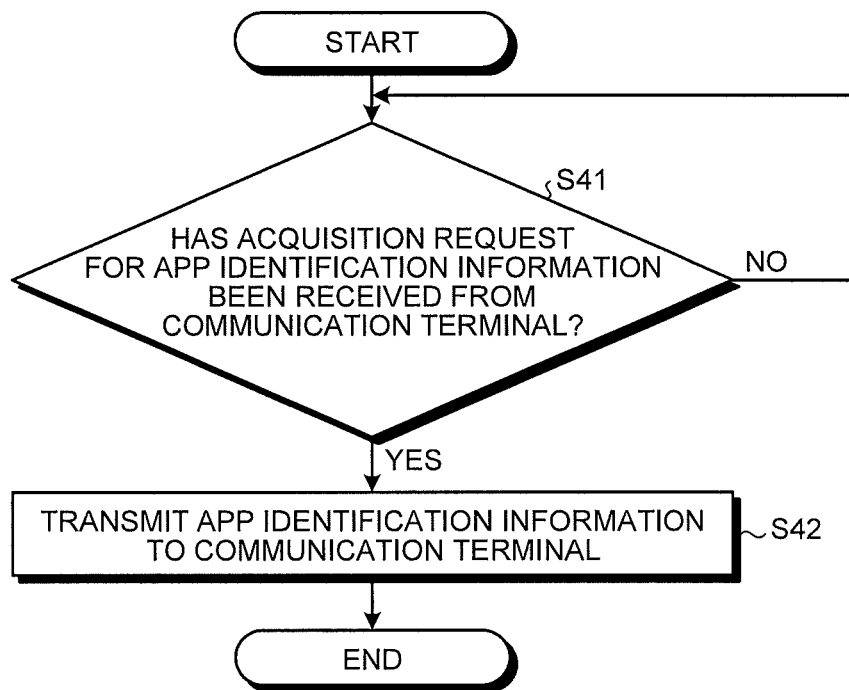 START
S41
HAS ACQUISITION REQUEST
FOR APP IDENTIFICATION INFORMATION
BEEN RECEIVED FROM
COMMUNICATION TERMINAL?
NO
YES
TRANSMIT APP IDENTIFICATION INFORMATION
TO COMMUNICATION TERMINAL
S42
END